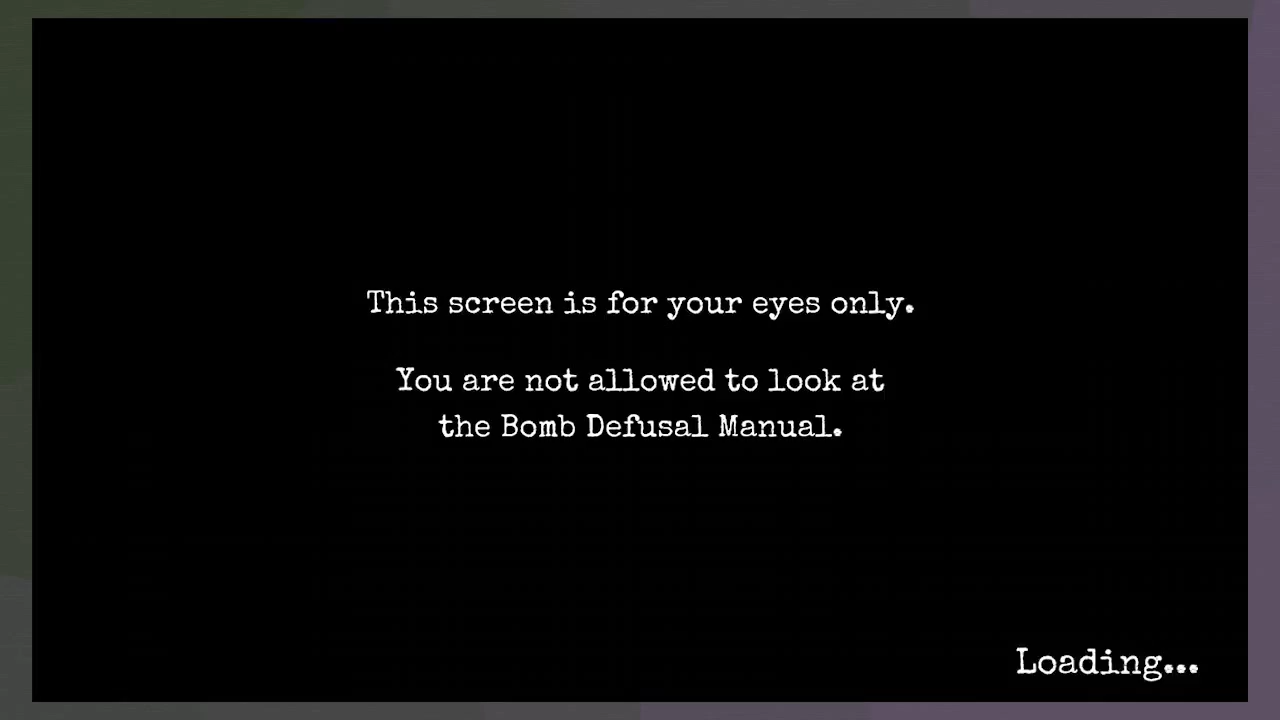 This screen is for your eyes only.
You are not allowed to look at
the Bomb Defusal Manual.
Loading...